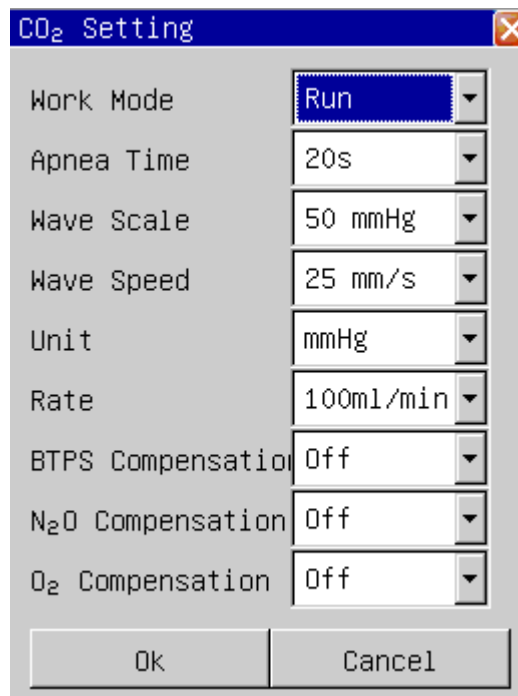 CO₂ Setting
Work Mode Run
Apnea Time 20s
Wave Scale 50 mmHg
Wave Speed 25 mm/s
Unit mmHg
Rate 100ml/min
BTPS Compensatio Off
N₂O Compensation Off
O₂ Compensation Off
Ok Cancel